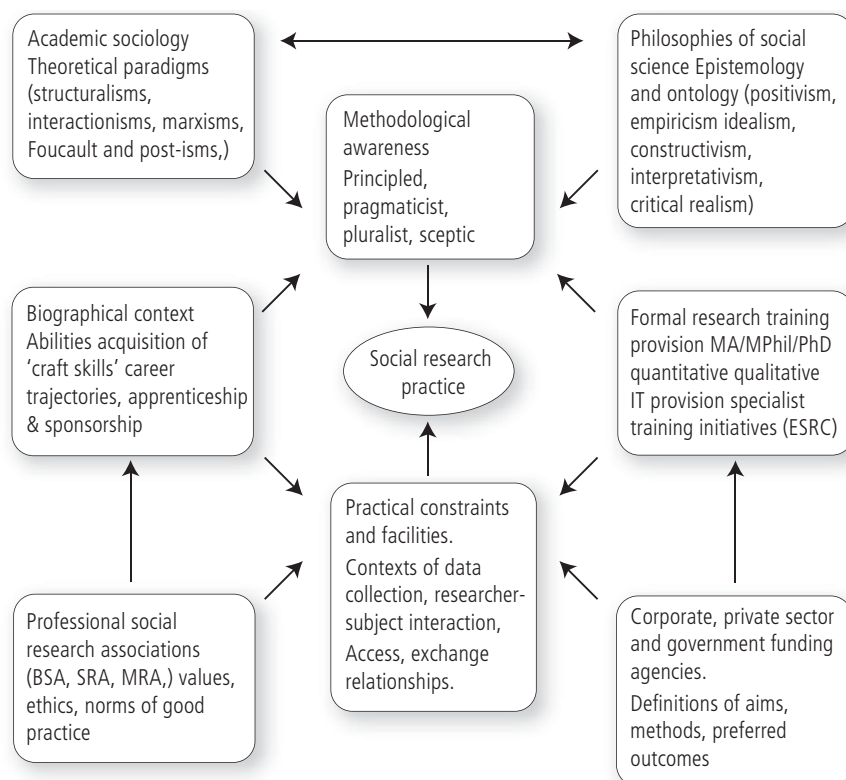 Academic sociology
Theoretical paradigms
(structuralisms,
interactionisms, marxisms,
Foucault and post-isms,)
Philosophies of social
science Epistemology
and ontology (positivism,
empiricism idealism,
constructivism,
interpretativism,
critical realism)
Methodological
awareness
Principled,
pragmaticist,
pluralist, sceptic
Biographical context
Abilities acquisition of
‘craft skills’ career
trajectories, apprenticeship
& sponsorship
Social research
practice
Formal research training
provision MA/MPhil/PhD
quantitative qualitative
IT provision specialist
training initiatives (ESRC)
Practical constraints
and facilities.
Contexts of data
collection, researcher-
subject interaction,
Access, exchange
relationships.
Professional social
research associations
(BSA, SRA, MRA,) values,
ethics, norms of good
practice
Corporate, private sector
and government funding
agencies.
Definitions of aims,
methods, preferred
outcomes